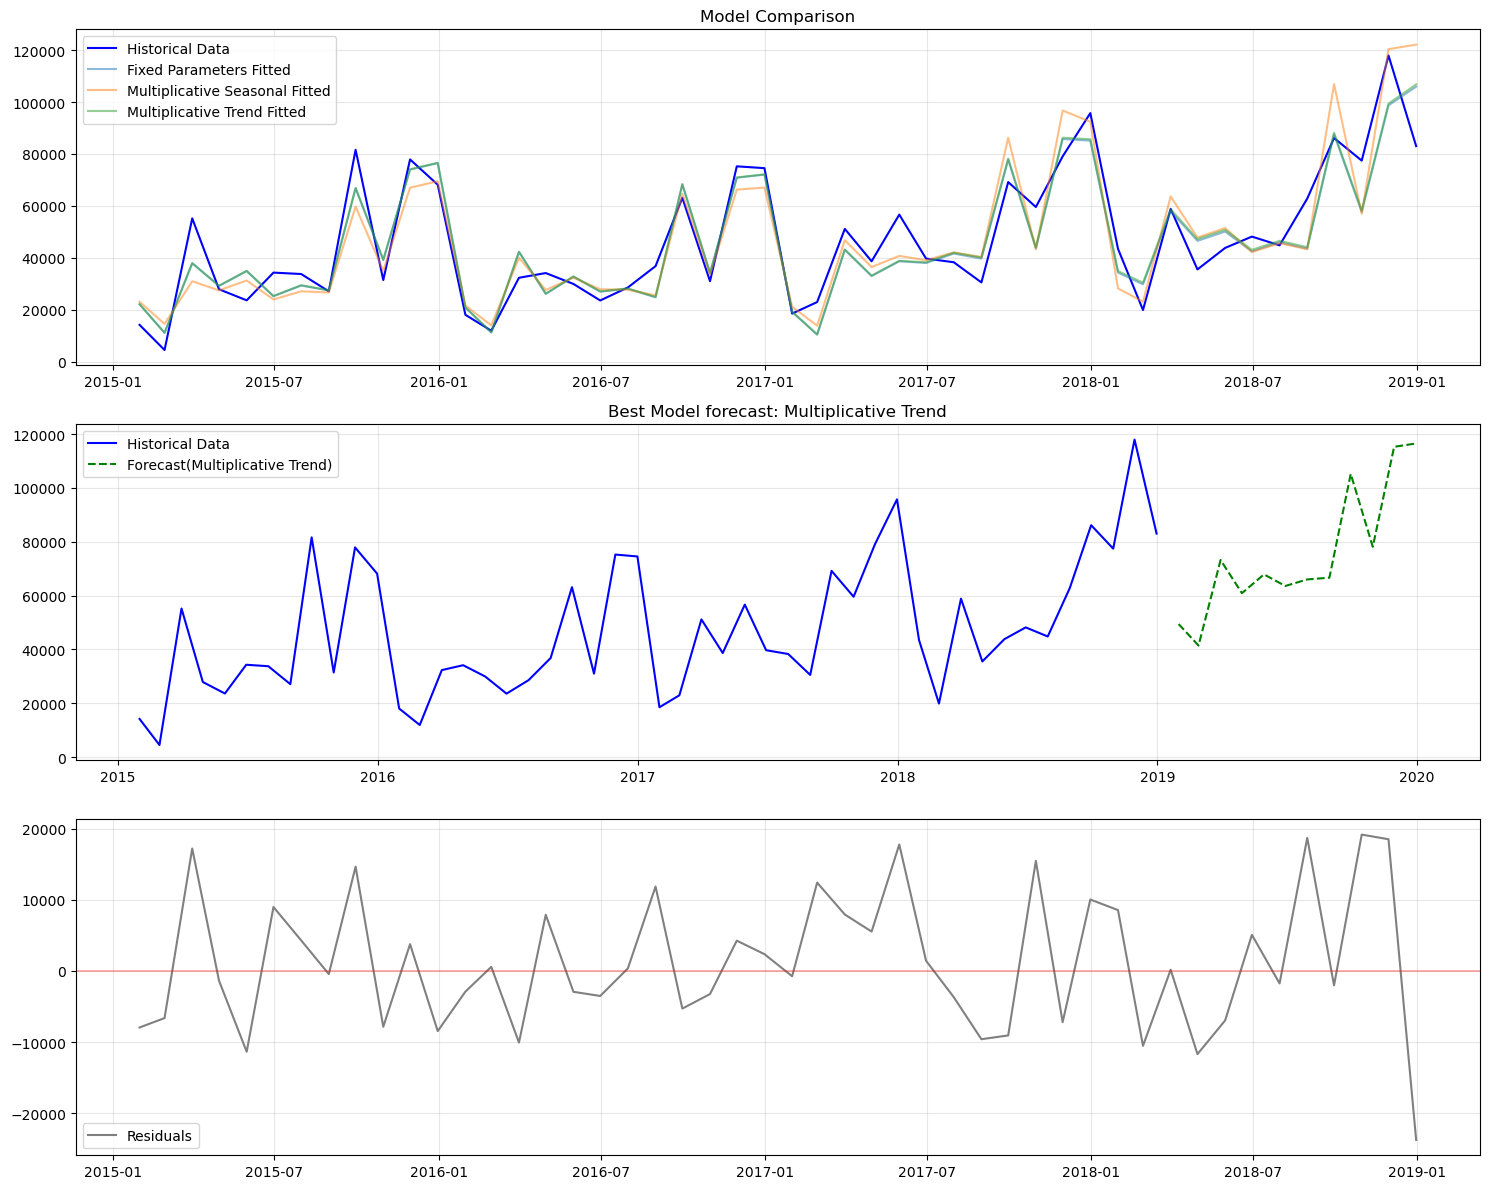 Model Comparison
120000
100000
80000
60000
40000
20000
0
Historical Data
Fixed Parameters Fitted
Multiplicative Seasonal Fitted
Multiplicative Trend Fitted
2015-01 2015-07 2016-01 2016-07 2017-01 2017-07 2018-01 2018-07 2019-01
Best Model forecast: Multiplicative Trend
120000
100000
80000
60000
40000
20000
0
Historical Data
Forecast(Multiplicative Trend)
2015 2016 2017 2018 2019 2020
20000
10000
0
−10000
−20000
Residuals
2015-01 2015-07 2016-01 2016-07 2017-01 2017-07 2018-01 2018-07 2019-01